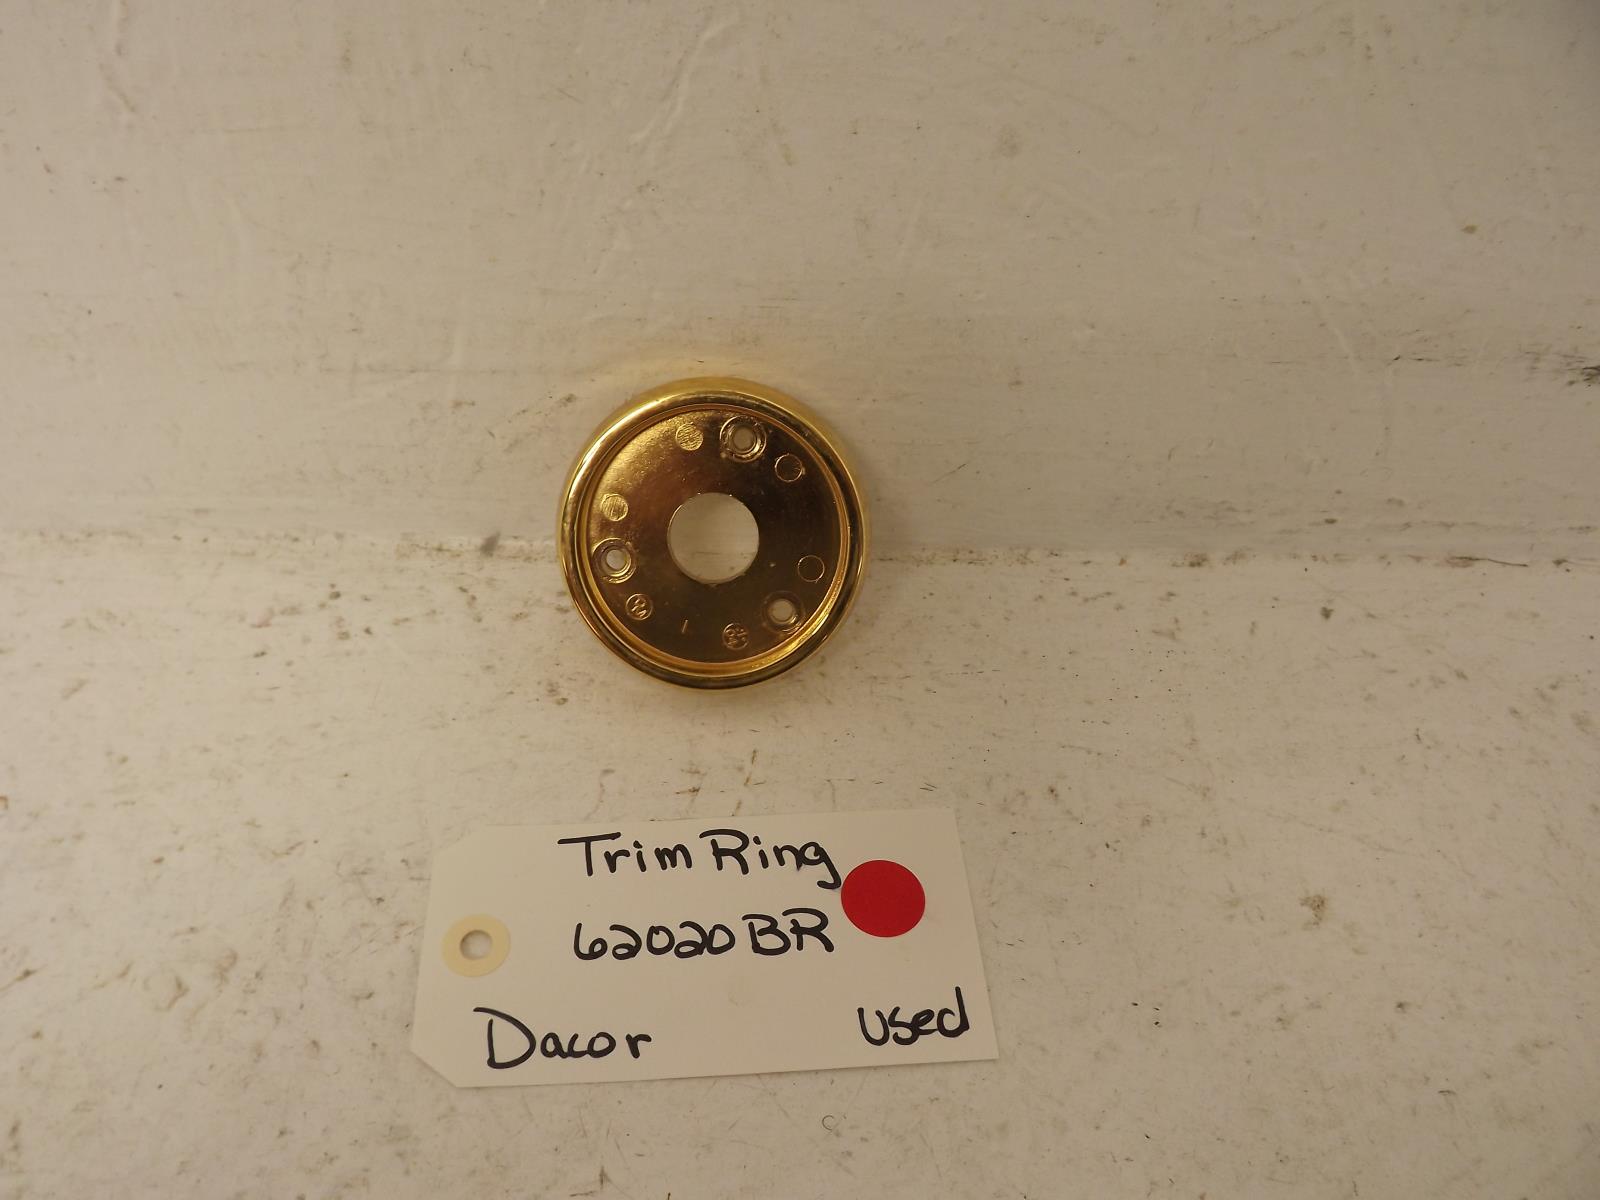 Trim Ring
62020BR
Dacor used